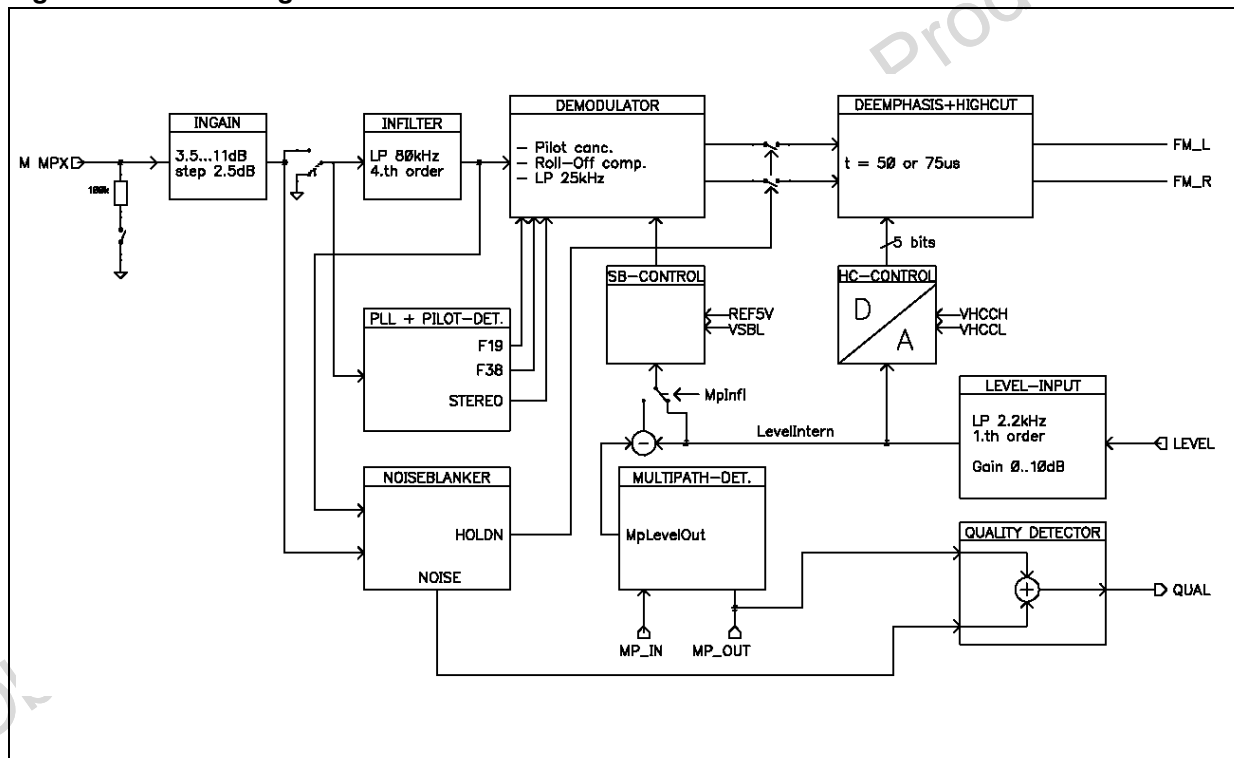 Produ
INGAIN
3.5...11dB
step 2.5dB
INFILTER
LP 80kHz
4.th order
DEMODULATOR
– Pilot canc.
– Roll–Off comp.
– LP 25kHz
DEEMPHASIS+HIGHCUT
t = 50 or 75us
M MPX
100k
FM_L
FM_R
5 bits
SB–CONTROL
REF5V
VSBL
HC–CONTROL
D
A
VHCCH
VHCCL
PLL + PILOT–DET.
F19
F38
STEREO
MpInfl
LevelIntern
LEVEL–INPUT
LP 2.2kHz
1.th order
Gain 0..10dB
LEVEL
NOISEBLANKER
HOLDN
NOISE
MULTIPATH–DET.
MpLevelOut
MP_IN
MP_OUT
QUALITY DETECTOR
QUAL